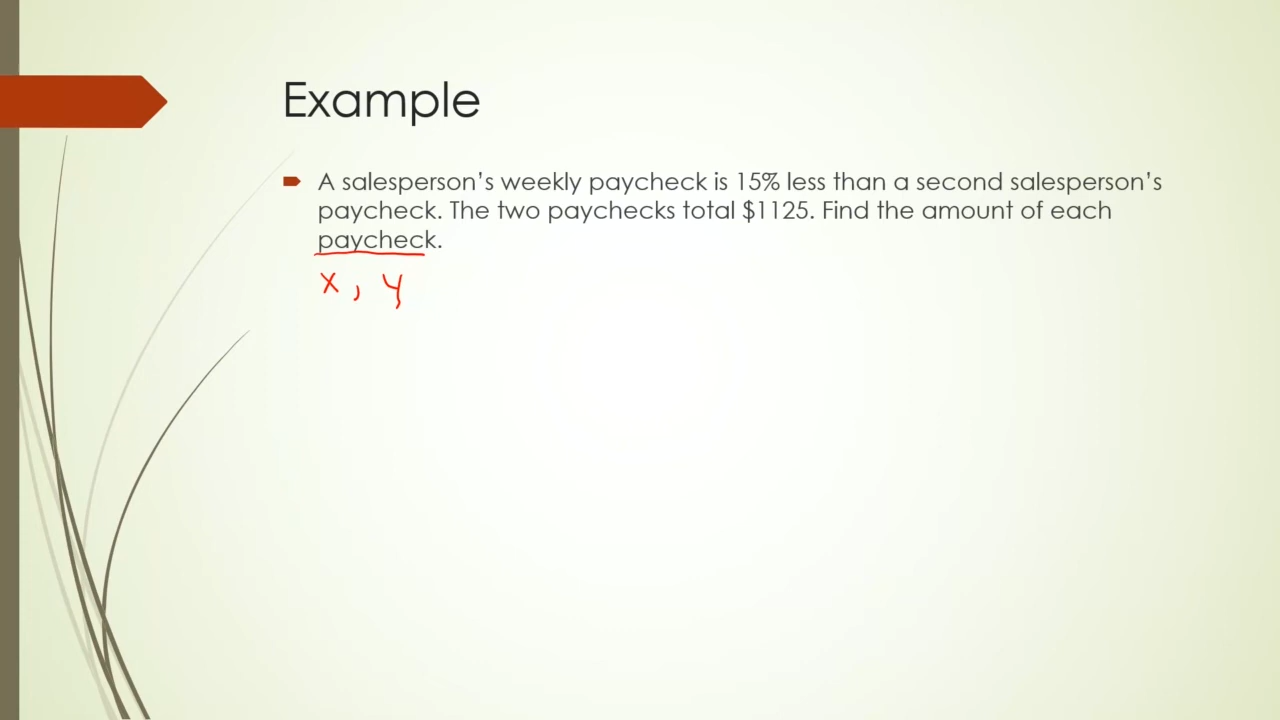 Example
A salesperson’s weekly paycheck is 15% less than a second salesperson’s
paycheck. The two paychecks total $1125. Find the amount of each
paycheck.
x, y